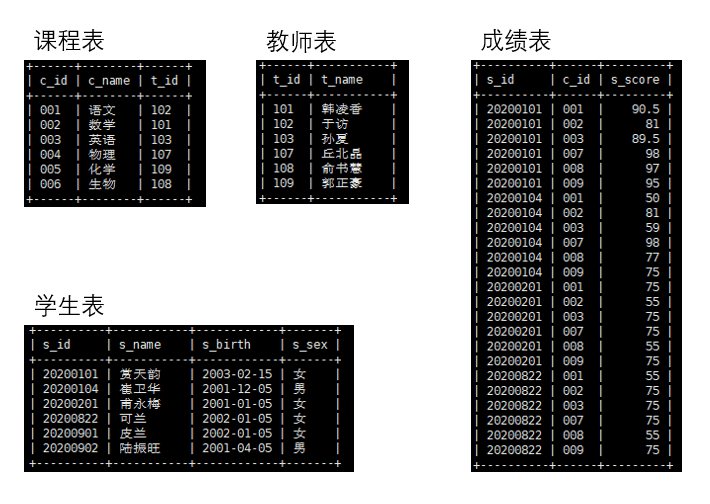 课程表
| c_id | c_name | t_id |
| 001 | 语文 | 102 |
| 002 | 数学 | 101 |
| 003 | 英语 | 103 |
| 004 | 物理 | 107 |
| 005 | 化学 | 109 |
| 006 | 生物 | 108 |
教师表
| t_id | t_name |
| 101 | 韩凌香 |
| 102 | 于访 |
| 103 | 孙夏 |
| 107 | 丘北晶 |
| 108 | 俞书慧 |
| 109 | 郭正豪 |
成绩表
| s_id | c_id | s_score |
| 20200101 | 001 | 90.5 |
| 20200101 | 002 | 81 |
| 20200101 | 003 | 89.5 |
| 20200101 | 007 | 98 |
| 20200101 | 008 | 97 |
| 20200101 | 009 | 95 |
| 20200104 | 001 | 50 |
| 20200104 | 002 | 81 |
| 20200104 | 003 | 59 |
| 20200104 | 007 | 98 |
| 20200104 | 008 | 77 |
| 20200104 | 009 | 75 |
| 20200201 | 001 | 75 |
| 20200201 | 002 | 55 |
| 20200201 | 003 | 75 |
| 20200201 | 007 | 75 |
| 20200201 | 008 | 55 |
| 20200201 | 009 | 75 |
| 20200822 | 001 | 55 |
| 20200822 | 002 | 75 |
| 20200822 | 003 | 75 |
| 20200822 | 007 | 75 |
| 20200822 | 008 | 55 |
| 20200822 | 009 | 75 |
学生表
| s_id | s_name | s_birth | s_sex |
| 20200101 | 赏天韵 | 2003-02-15 | 女 |
| 20200104 | 崔卫华 | 2001-12-05 | 男 |
| 20200201 | 甫永梅 | 2001-01-05 | 女 |
| 20200822 | 可兰 | 2002-01-05 | 女 |
| 20200901 | 皮兰 | 2002-01-05 | 女 |
| 20200902 | 陆振旺 | 2001-04-05 | 男 |